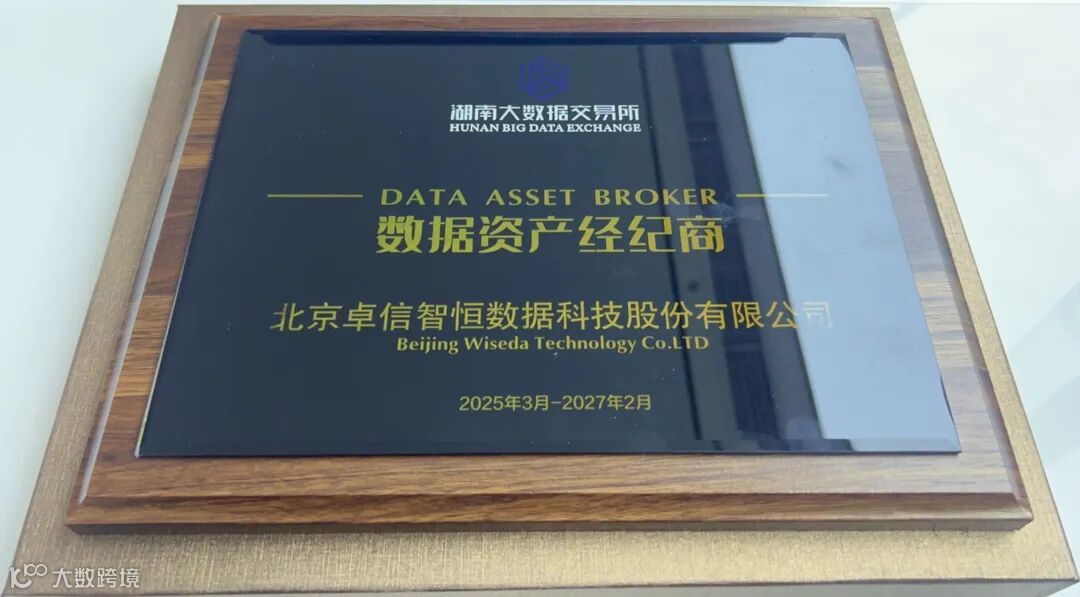 湖南大数据交易所
HUNAN BIG DATA EXCHANGE
DATA ASSET BROKER
数据资产经纪商
北京卓信智恒数据科技股份有限公司
Beijing Wiseda Technology Co.LTD
2025年3月-2027年2月
大数跨境